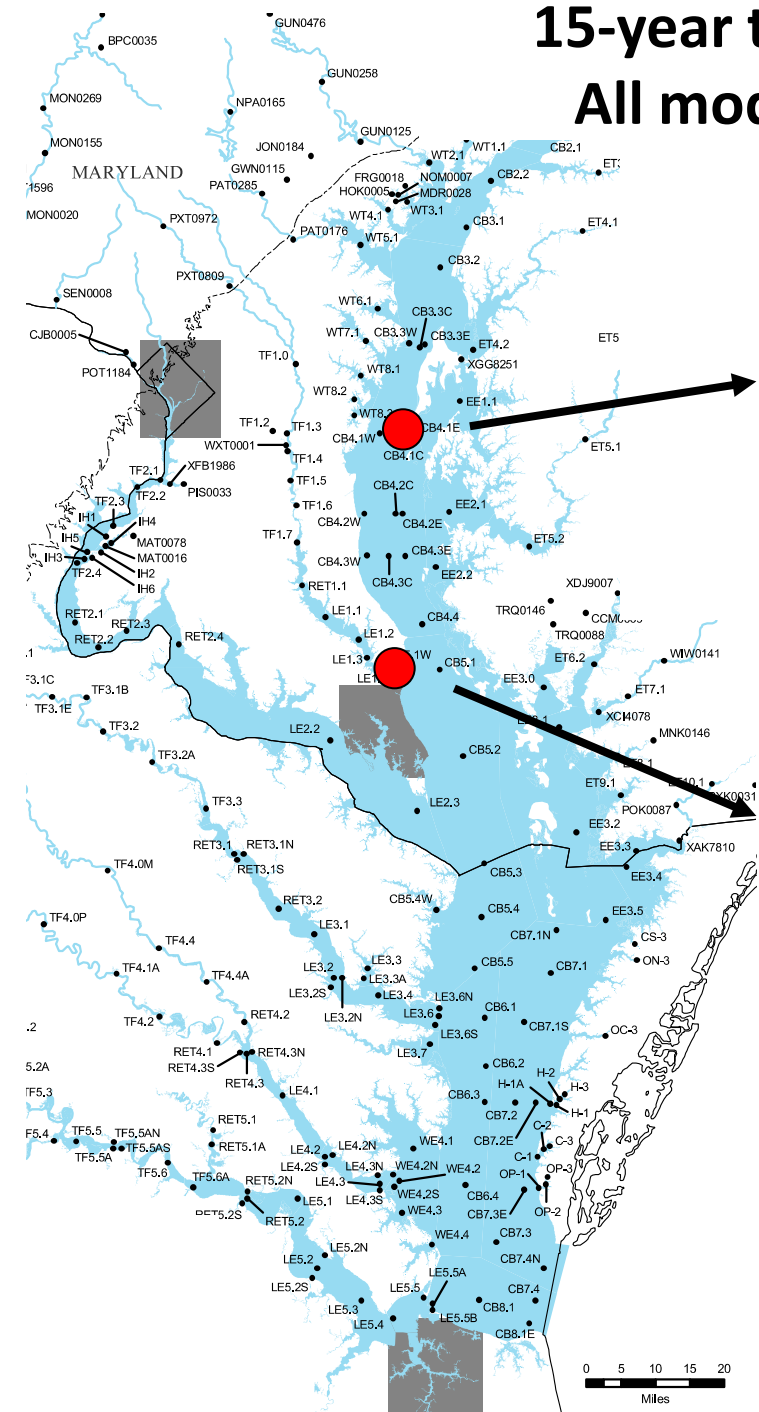 15-year t
All mod
GUN0476
BPC0035
GUN0258
MON0269
NPA0165
GUN0125
MON0155
JON0184
WT2.1
WT1.1
CB2.1
MARYLAND
GWN0115
FRG0018
NOM0007
CB2.2
1596
PAT0285
HOK0005
MDR0028
MON0020
PXT0972
WT4.1
WT3.1
CB3.1
ET4.1
PAT0176
WT5.1
CB3.2
PXT0809
SEN0008
WT6.1
CB3.3C
CJB0005
WT7.1
CB3.3W
CB3.3E
ET5
POT1184
TF1.0
ET4.2
XGG8251
WT8.1
WT8.2
EE1.1
TF1.2
TF1.3
CB4.1W
CB4.1E
WXT0001
CB4.1C
ET5.1
TF1.4
TF2.1
XFB1986
TF1.5
CB4.2C
TF2.2
PIS0033
TF2.3
TF1.6
EE2.1
IH1
IH4
CB4.2W
CB4.2E
IH5
MAT0078
TF1.7
ET5.2
IH3
MAT0016
CB4.3W
CB4.3E
TF2.4
IH2
CB4.3C
EE2.2
IH6
RET1.1
XDJ9007
RET2.1
RET2.3
LE1.1
CB4.4
TRQ0146
RET2.2
RET2.4
LE1.2
TRQ0088
LE1.3
CB5.1
ET6.2
WIW0141
F3.1C
TF3.1B
EE3.0
ET7.1
TF3.1E
XCI4078
TF3.2
LE2.2
MNK0146
CB5.2
TF3.2A
ET9.1
ET10.1
TF3.3
LE2.3
POK0087
EE3.2
XAK7810
RET3.1
RET3.1N
EE3.3
RET3.1S
CB5.3
EE3.4
TF4.0M
RET3.2
CB5.4W
CB5.4
TF4.0P
LE3.1
EE3.5
TF4.4
CB7.1N
CS-3
TF4.1A
LE3.3
CB5.5
ON-3
TF4.4A
LE3.2
LE3.3A
CB7.1
LE3.2S
LE3.4
LE3.2N
LE3.6N
TF4.2
RET4.2
LE3.6
CB6.1
CB7.1S
.2
LE3.6S
OC-3
RET4.1
RET4.3N
LE3.7
5.2A
RET4.3S
RET4.3
CB6.2
H-2
F5.3
LE4.1
CB6.3
H-1A
H-3
RET5.1
CB7.2
H-1
5.4
TF5.5
TF5.5AN
RET5.1A
LE4.2
LE4.2N
WE4.1
CB7.2E
C-2
TF5.5A
TF5.5AS
LE4.2S
C-3
TF5.6
LE4.3N
WE4.2N
WE4.2
C-1
TF5.6A
RET5.2N
LE4.3
OP-1
OP-3
RET5.2S
LE5.1
LE4.3S
WE4.2S
CB6.4
CB7.3E
OP-2
RET5.2
WE4.3
LE5.2N
WE4.4
CB7.3
LE5.2
CB7.4N
LE5.2S
LE5.5A
LE5.5
CB7.4
LE5.3
LE5.4
LE5.5B
CB8.1
CB8.1E
0 5 10 15 20
Miles